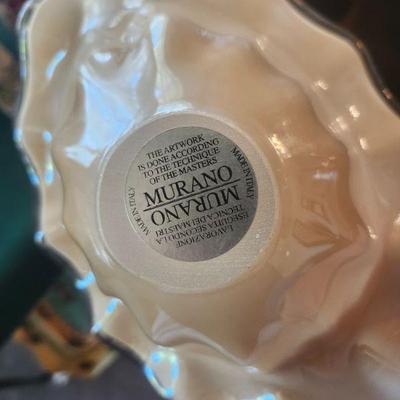 THE ARTWORK
IS DONE ACCORDING
TO THE TECHNIQUE
OF THE MASTERS
MURANO
MADE IN ITALY
LAVORAZIONE
ESEGUITA SECONDO LA
TECNICA DEI MAESTRI
MURANO
MADE IN ITALY